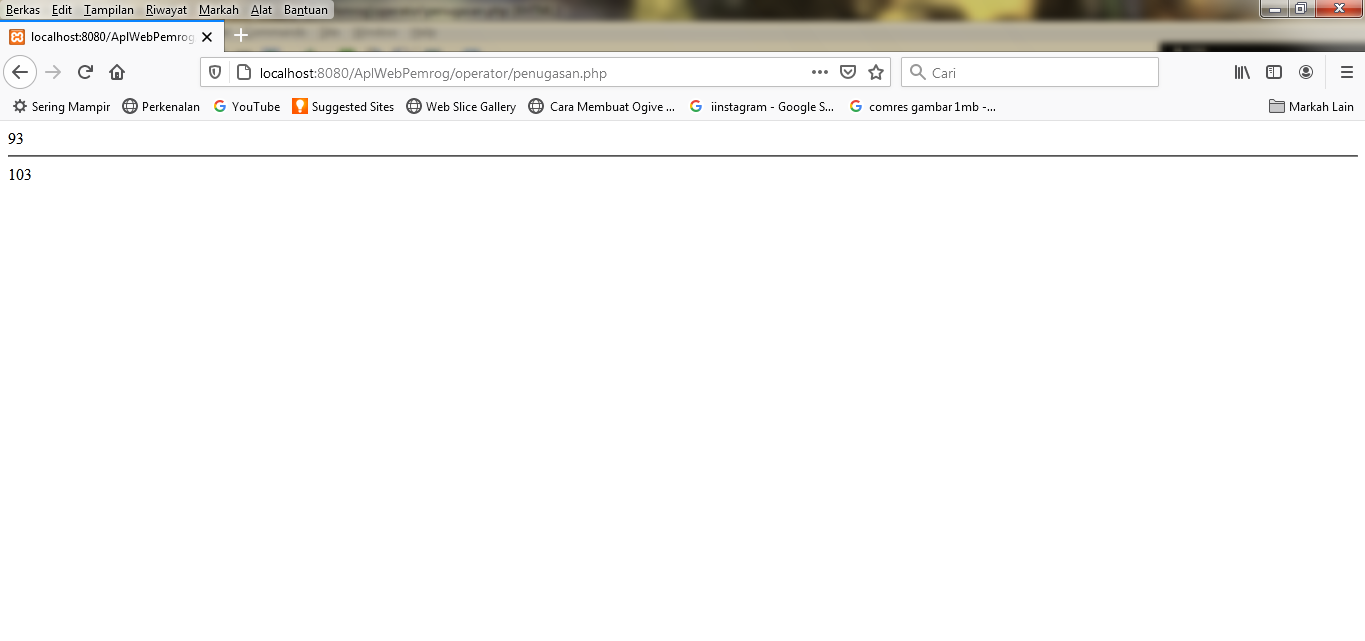 Berkas Edit Tampilan Riwayat Markah Alat Bantuan
localhost:8080/AplWebPemrog
localhost:8080/AplWebPemrog/operator/penugasan.php Cari
Sering Mampir Perkenalan YouTube Suggested Sites Web Slice Gallery Cara Membuat Ogive ... iinstagram - Google S... comres gambar 1mb -... Markah Lain
93
103